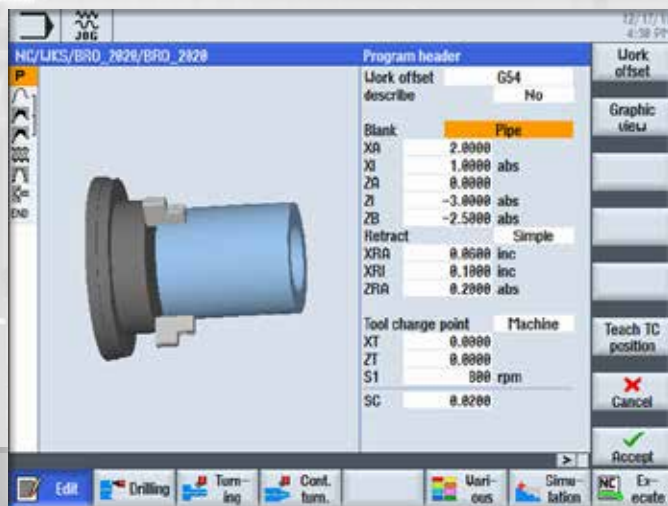 JOG
12/17/1
4:30 PM
NC/WKS/BRD_2020/BRD_2020
Program header
Work offset G54
describe No
Blank Pipe
XA 2.0000
XI 1.0000 abs
ZA 0.0000
ZI -3.0000 abs
ZB -2.5000 abs
Retract Simple
XRA 0.0600 inc
XRI 0.1000 inc
ZRA 0.2000 abs
Tool change point Machine
XT 0.0000
ZT 0.0000
S1 800 rpm
SC 0.0200
P
END
Work
offset
Graphic
view
Teach TC
position
Cancel
Accept
>
Edit
Drilling
Turn-
ing
Cont.
turn.
Vari-
ous
Simu-
lation
NC Ex-
ecute